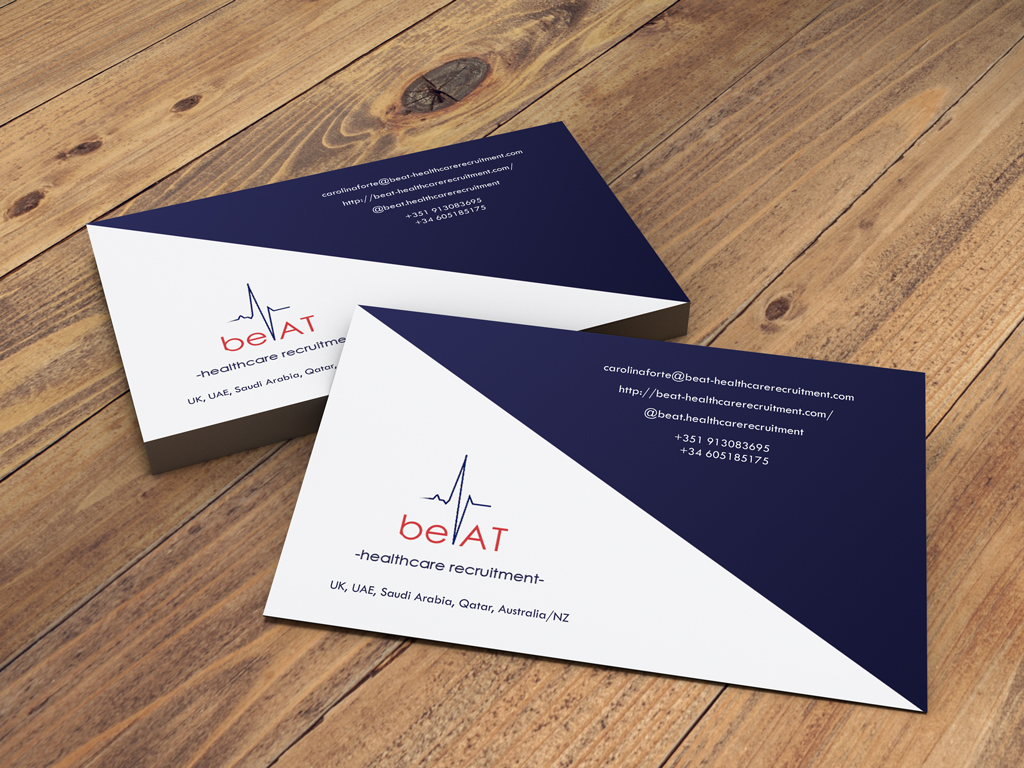 carolinaforte@beat-healthcarerecruitment.com
http://beat-healthcarerecruitment.com/
@beat.healthcarerecruitment
+351 913083695
+34 605185175
beAT
-healthcare recruitme
UK, UAE, Saudi Arabia, Qatar,
carolinaforte@beat-healthcarerecruitment.com
http://beat-healthcarerecruitment.com/
@beat.healthcarerecruitment
+351 913083695
+34 605185175
beAT
-healthcare recruitment-
UK, UAE, Saudi Arabia, Qatar, Australia/NZ